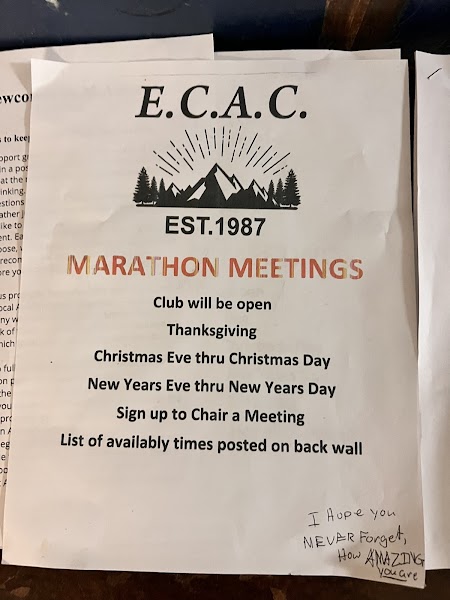 E.C.A.C.
EST.1987
MARATHON MEETINGS
Club will be open
Thanksgiving
Christmas Eve thru Christmas Day
New Years Eve thru New Years Day
Sign up to Chair a Meeting
List of availably times posted on back wall
I Hope you
NEVER Forget,
How AMAZING
you are